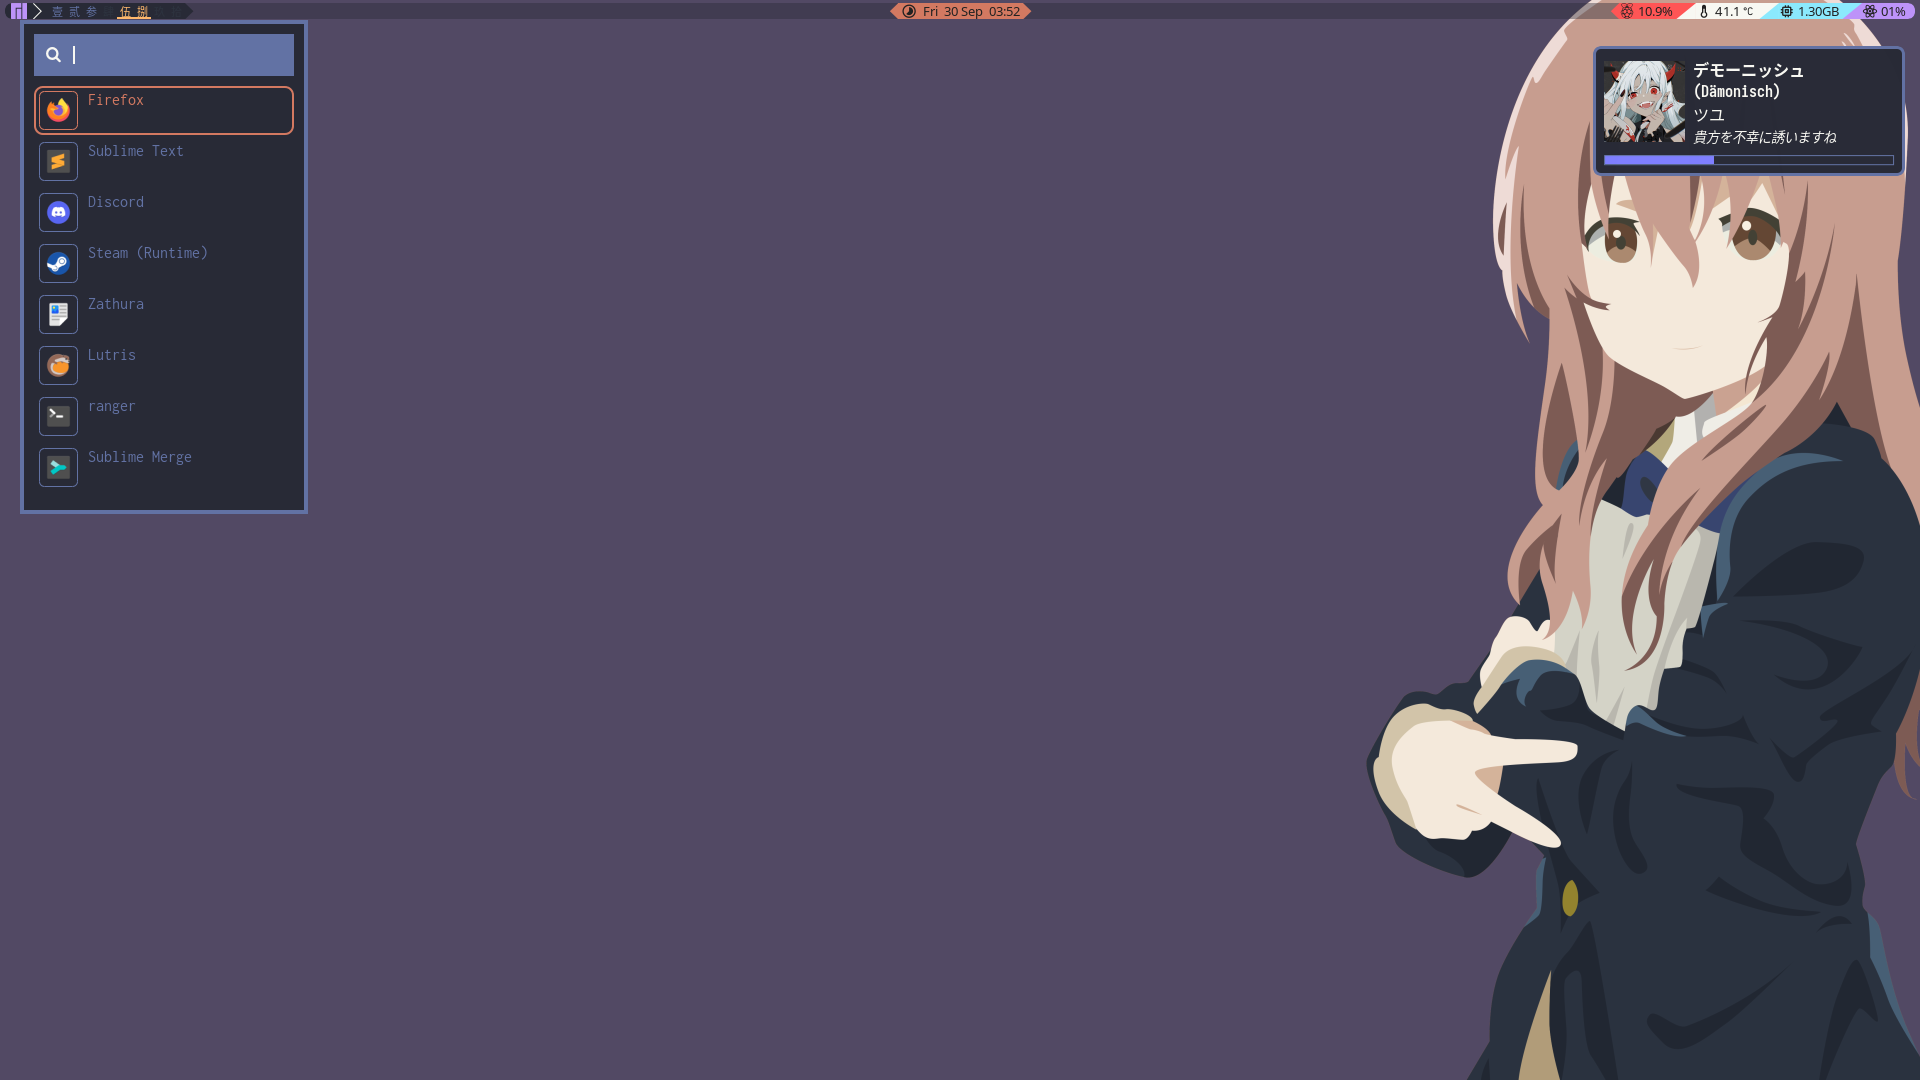 壹 貳 参 伍 捌
Fri 30 Sep 03:52
10.9% 41.1 °C 1.30GB 01%
Firefox
Sublime Text
Discord
Steam (Runtime)
Zathura
Lutris
ranger
Sublime Merge
デモーニッシュ
(Dämonisch)
ツユ
貴方を不幸に誘いますね